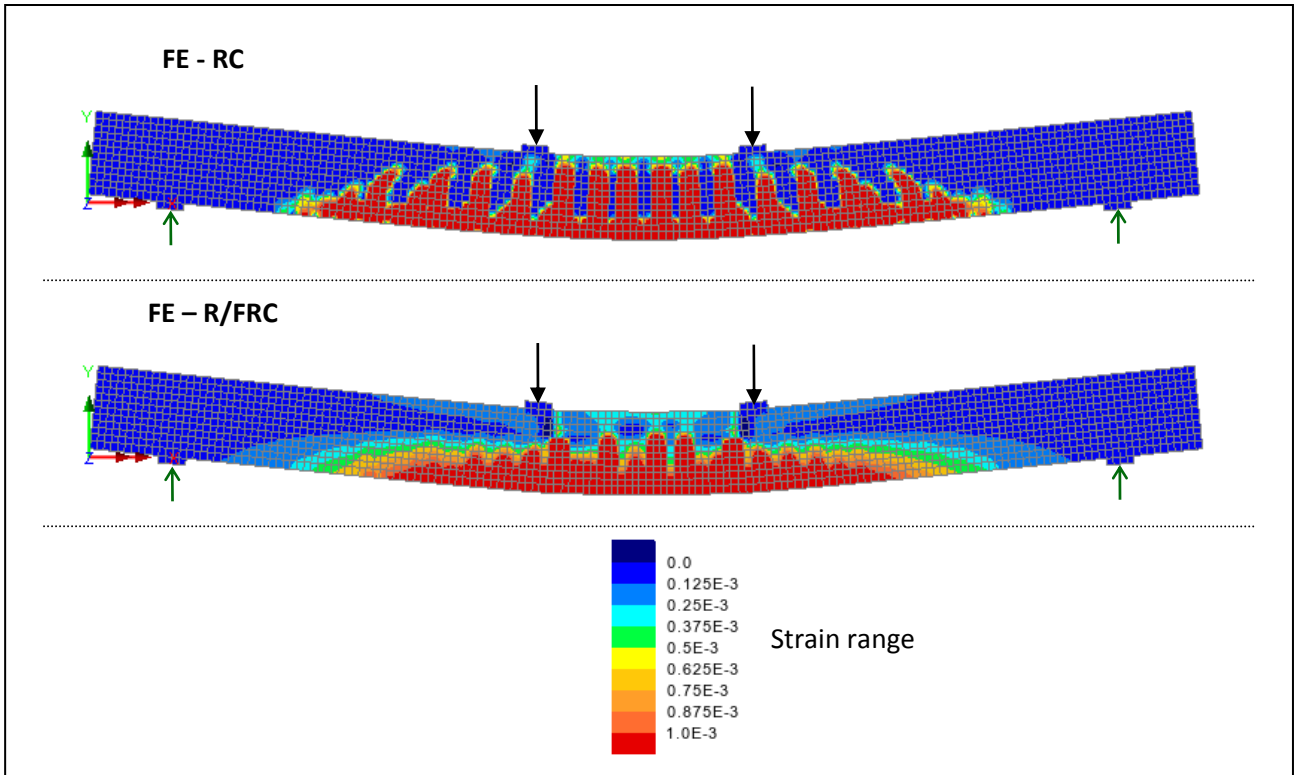 FE - RC
Y
Z
X
FE – R/FRC
Y
Z
X
0.0
0.125E-3
0.25E-3
0.375E-3
0.5E-3
0.625E-3
0.75E-3
0.875E-3
1.0E-3
Strain range